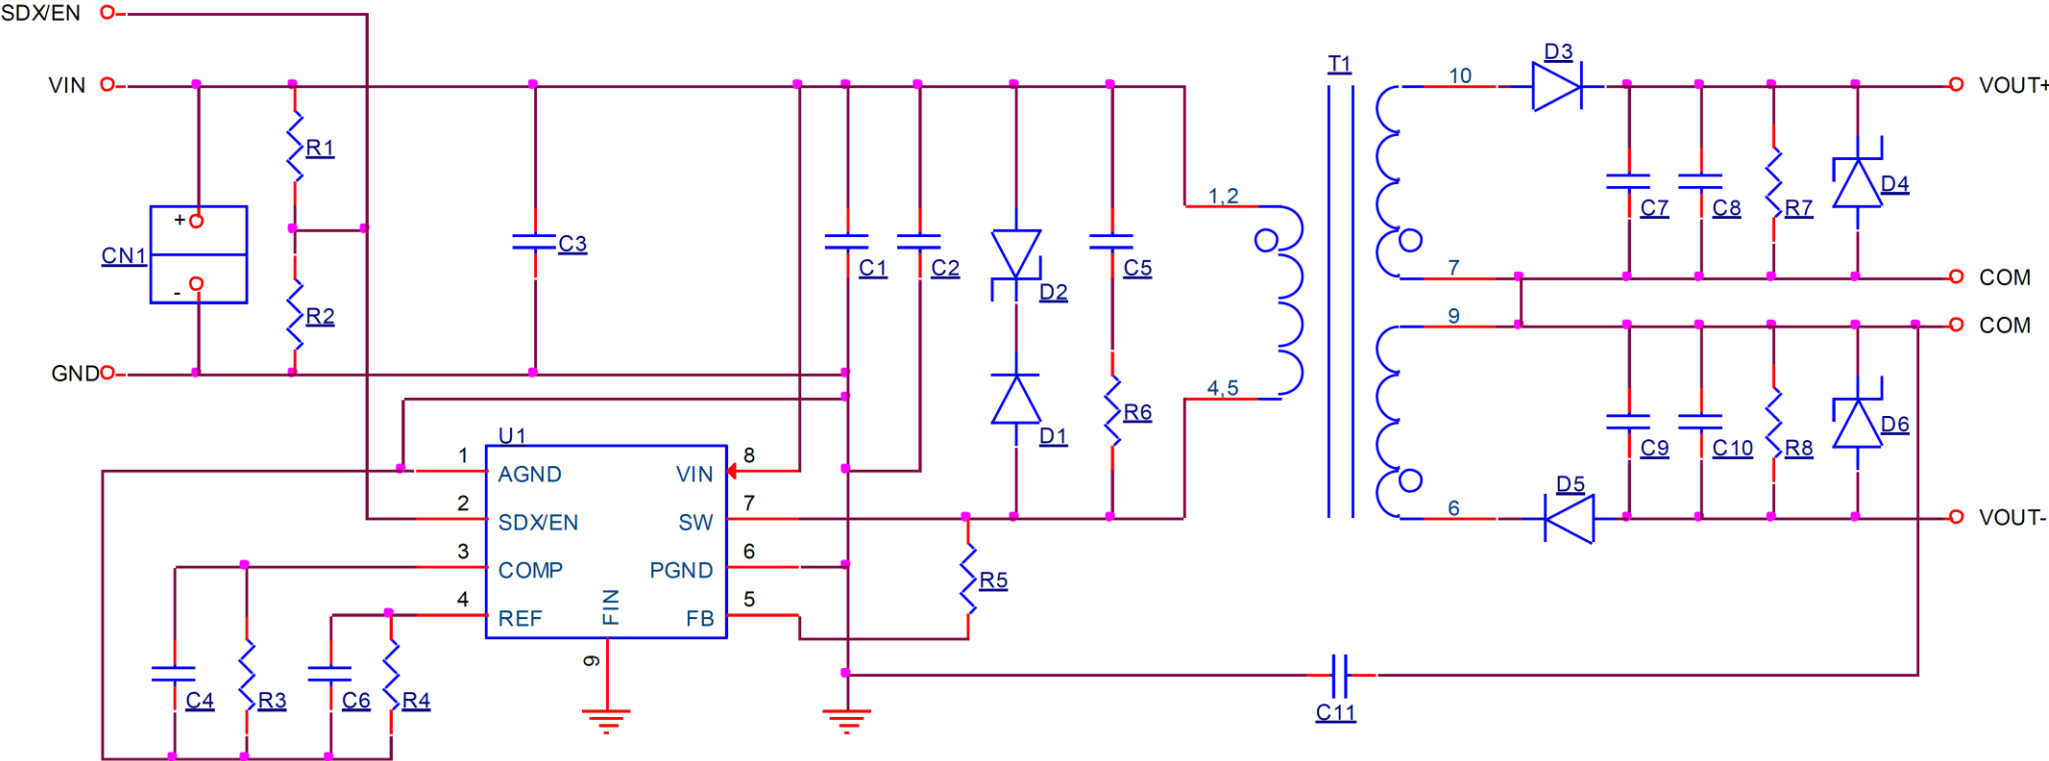 SDX/EN
D3
T1
10
VIN
VOUT+
R1
1,2
C7
C8
R7
D4
+
CN1
C3
C1
C2
C5
7
COM
-
R2
D2
9
COM
GND
4,5
R6
D1
U1
C9
C10
R8
D6
1
AGND
VIN
8
D5
2
SDX/EN
SW
7
6
VOUT-
3
COMP
PGND
6
R5
4
REF
FIN
FB
5
9
C4
R3
C6
R4
C11